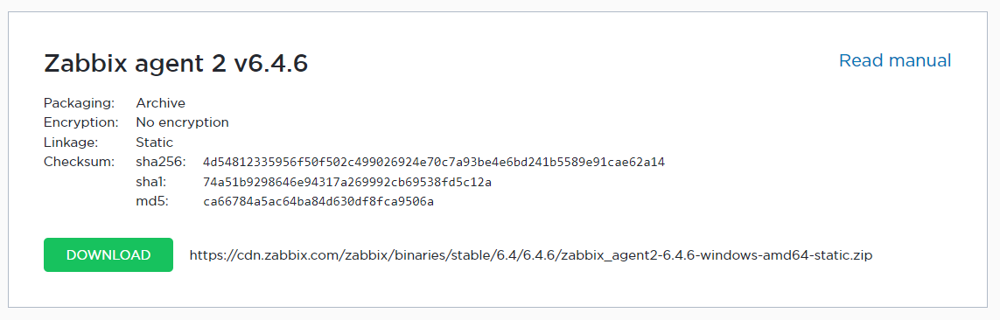 Zabbix agent 2 v6.4.6
Read manual
Packaging: Archive
Encryption: No encryption
Linkage: Static
Checksum: sha256: 4d54812335956f50f502c499026924e70c7a93be4e6bd241b5589e91cae62a14
sha1: 74a51b9298646e94317a269992cb69538fd5c12a
md5: ca66784a5ac64ba84d630df8fca9506a
DOWNLOAD
https://cdn.zabbix.com/zabbix/binaries/stable/6.4/6.4.6/zabbix_agent2-6.4.6-windows-amd64-static.zip